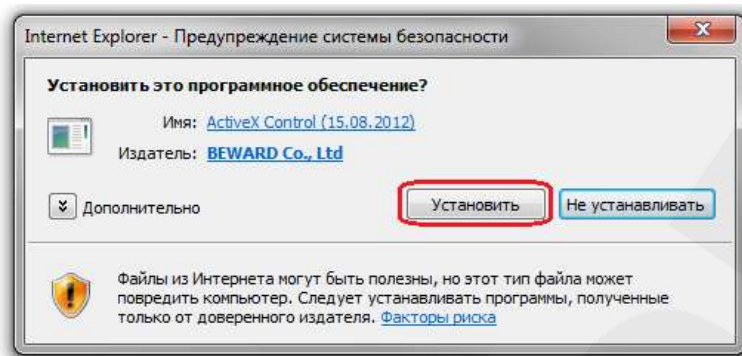 Internet Explorer - Предупреждение системы безопасности
Установить это программное обеспечение?
Имя: ActiveX Control (15.08.2012)
Издатель: BEWARD Co., Ltd
Дополнительно
Установить
Не устанавливать
Файлы из Интернета могут быть полезны, но этот тип файла может
повредить компьютер. Следует устанавливать программы, полученные
только от доверенного издателя. Факторы риска